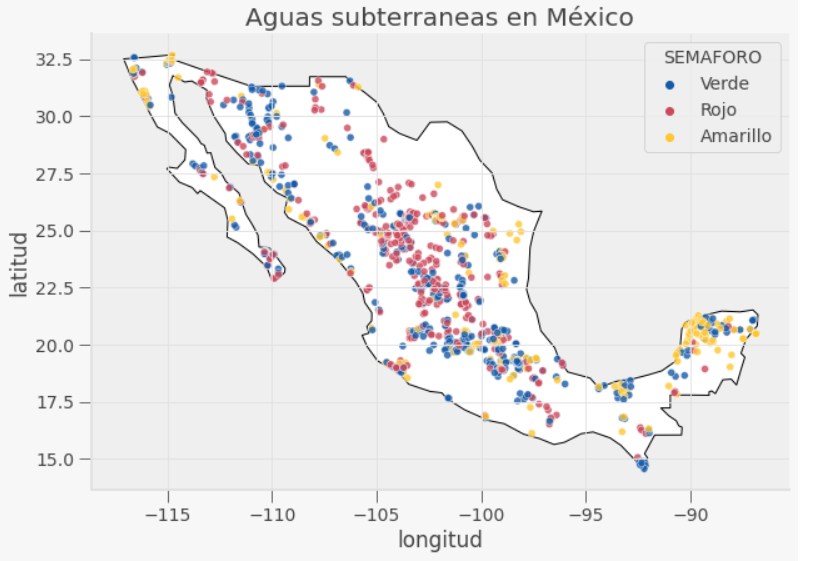 Aguas subterraneas en México
SEMAFORO
Verde
Rojo
Amarillo
32.5
30.0
27.5
25.0
22.5
20.0
17.5
15.0
latitud
−115 −110 −105 −100 −95 −90
longitud